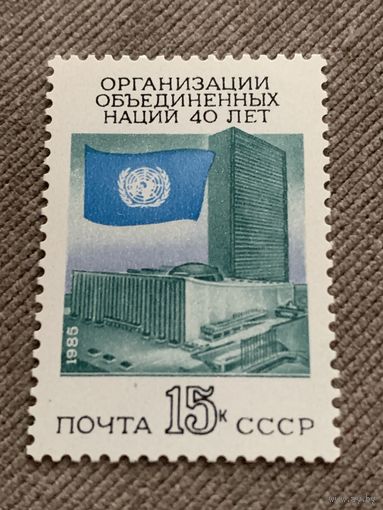 ОРГАНИЗАЦИИ
ОБЪЕДИНЕННЫХ
НАЦИЙ 40 ЛЕТ
1985
ПОЧТА 15к СССР